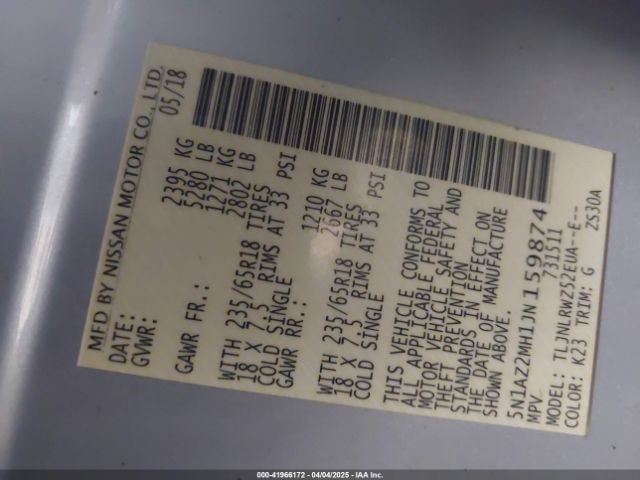 MFD BY NISSAN MOTOR CO., LTD.
DATE: 05/18
GVWR: 2395 KG
5280 LB
GAWR FR.: 1271 KG
2802 LB
WITH 235/65R18 TIRES
18 X 7.5 RIMS AT 33 PSI
COLD SINGLE
GAWR RR.: 1210 KG
2667 LB
WITH 235/65R18 TIRES
18 X 7.5 RIMS AT 33 PSI
COLD SINGLE
THIS VEHICLE CONFORMS TO
ALL APPLICABLE FEDERAL
MOTOR VEHICLE SAFETY AND
THEFT PREVENTION
STANDARDS IN EFFECT ON
THE DATE OF MANUFACTURE
SHOWN ABOVE.
5N1AZ2MH1JN159874
MPV 731511
MODEL: TLJNLRWZ52EUA--E--
COLOR: K23 TRIM: G ZS30A
000-41966172 - 04/04/2025 - IAA Inc.